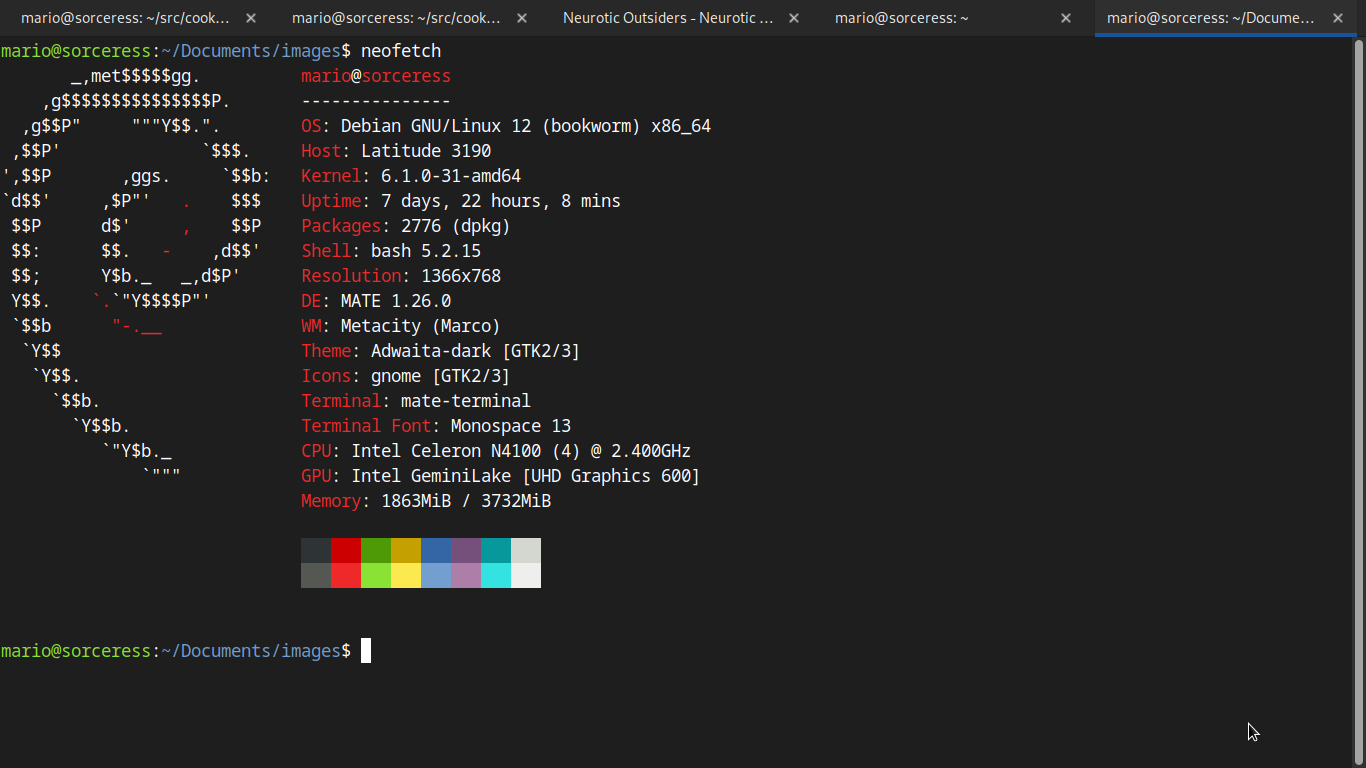 mario@sorceress: ~/src/cook... mario@sorceress: ~/src/cook... Neurotic Outsiders - Neurotic ... mario@sorceress: ~ mario@sorceress: ~/Docume...
mario@sorceress:~/Documents/images$ neofetch
       _,met$$$$$gg.          mario@sorceress
    ,g$$$$$$$$$$$$$$$P.       ---------------
  ,g$$P"     """Y$$.".        OS: Debian GNU/Linux 12 (bookworm) x86_64
 ,$$P'              `$$$.     Host: Latitude 3190
',$$P       ,ggs.     `$$b:   Kernel: 6.1.0-31-amd64
`d$$'     ,$P"'   .    $$$    Uptime: 7 days, 22 hours, 8 mins
 $$P      d$'     ,    $$P    Packages: 2776 (dpkg)
 $$:      $$.   -    ,d$$'    Shell: bash 5.2.15
 $$;      Y$b._   _,d$P'      Resolution: 1366x768
 Y$$.    `.`"Y$$$$P"'         DE: MATE 1.26.0
 `$$b      "-.__              WM: Metacity (Marco)
  `Y$$                        Theme: Adwaita-dark [GTK2/3]
   `Y$$.                      Icons: gnome [GTK2/3]
     `$$b.                    Terminal: mate-terminal
       `Y$$b.                 Terminal Font: Monospace 13
          `"Y$b._             CPU: Intel Celeron N4100 (4) @ 2.400GHz
              `"""            GPU: Intel GeminiLake [UHD Graphics 600]
                              Memory: 1863MiB / 3732MiB
mario@sorceress:~/Documents/images$